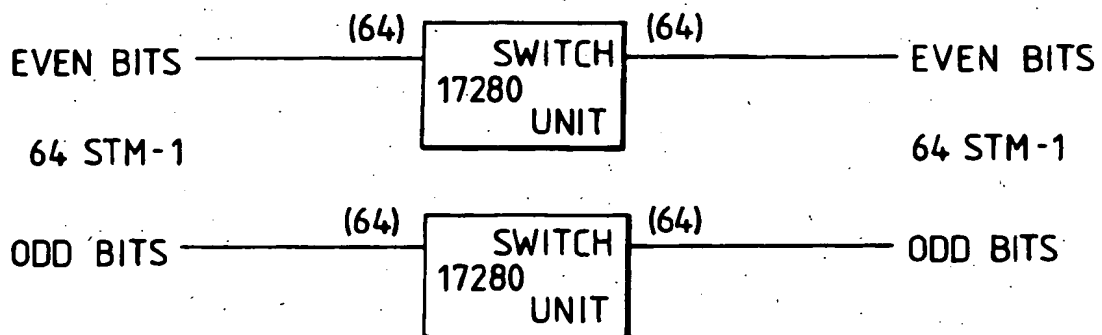 (64) SWITCH (64)
EVEN BITS 17280 EVEN BITS
UNIT
64 STM-1 64 STM-1
(64) SWITCH (64)
ODD BITS 17280 ODD BITS
UNIT